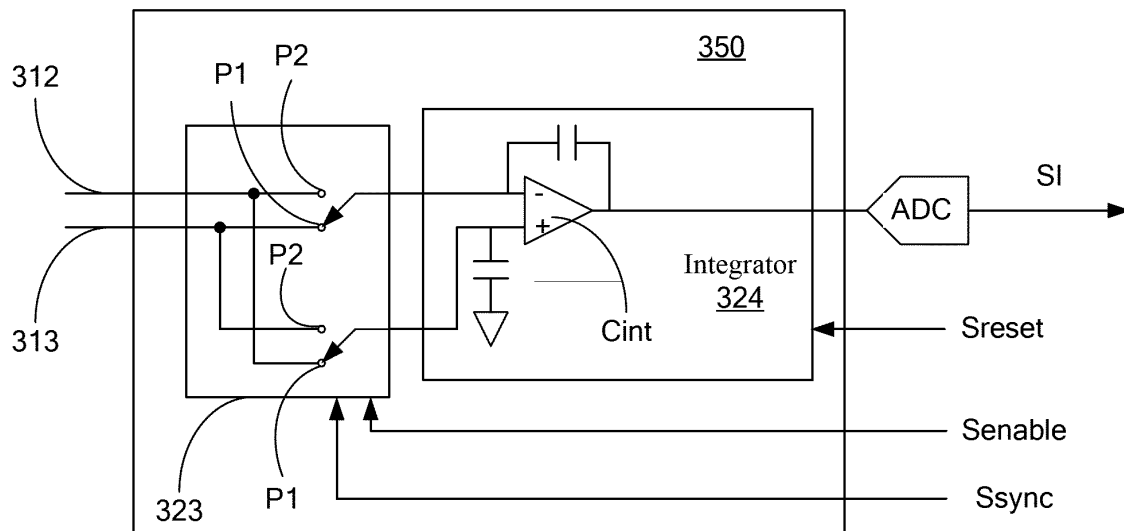 350
P2
312
P1
SI
-
ADC
+
P2
Integrator
324
313
Cint
Sreset
Senable
P1
323
Ssync